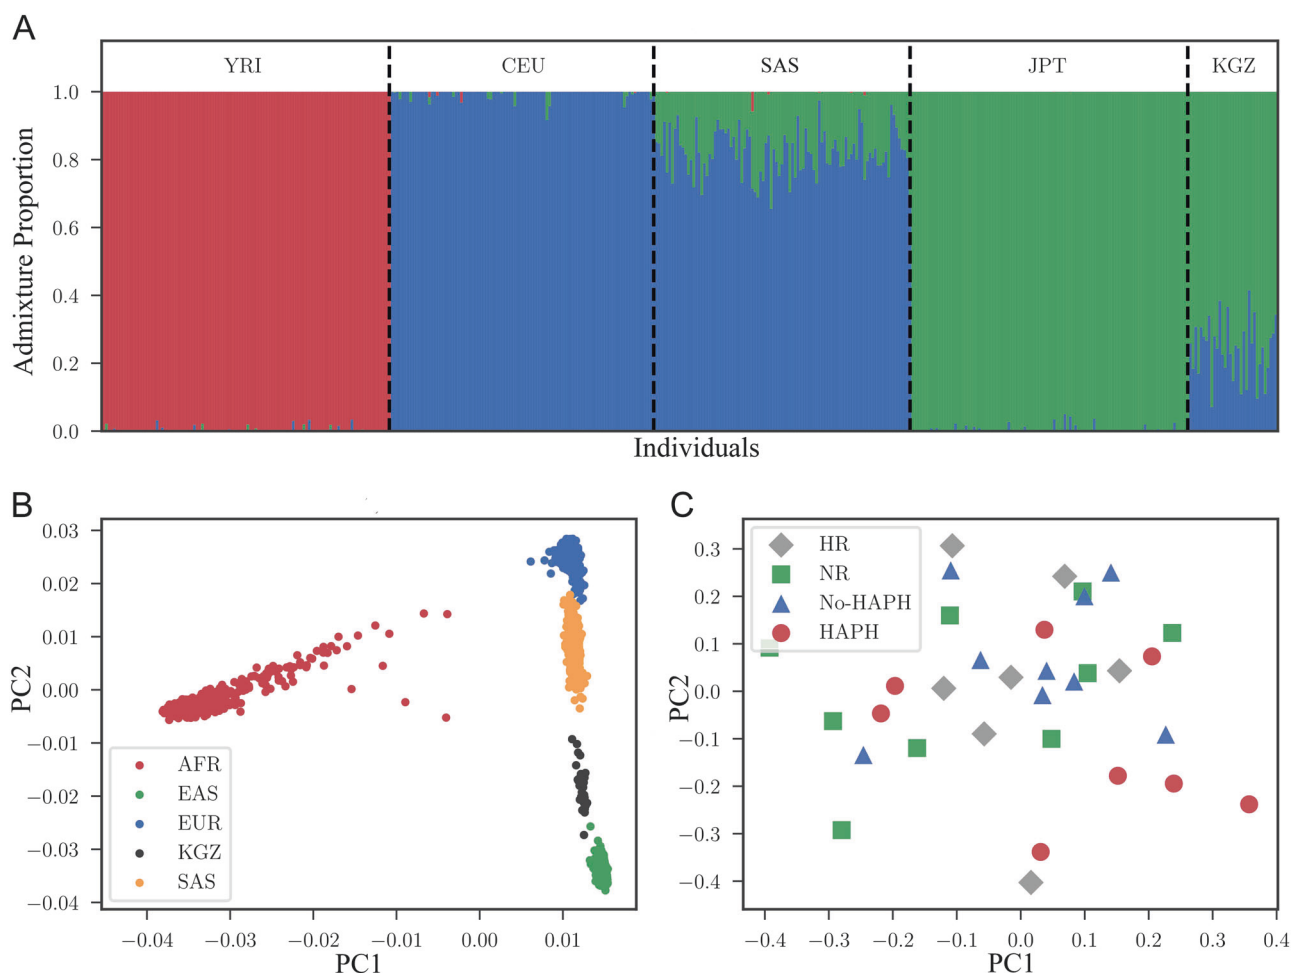 A
YRI CEU SAS JPT KGZ
1.0
0.8
0.6
0.4
0.2
0.0
Admixture Proportion
Individuals
B
0.03
0.02
0.01
0.00
−0.01
−0.02
−0.03
−0.04
PC2
AFR
EAS
EUR
KGZ
SAS
−0.04 −0.03 −0.02 −0.01 0.00 0.01
PC1
C
0.3
0.2
0.1
0.0
−0.1
−0.2
−0.3
−0.4
PC2
HR
NR
No-HAPH
HAPH
−0.4 −0.3 −0.2 −0.1 0.0 0.1 0.2 0.3 0.4
PC1